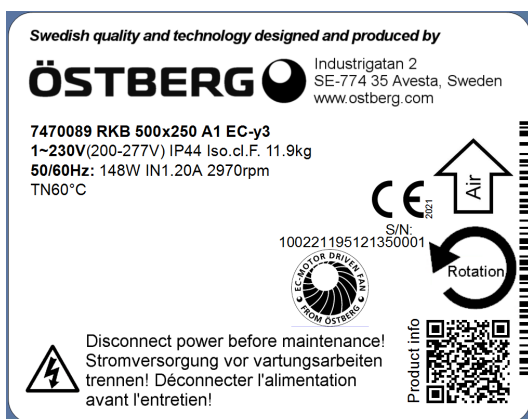 Swedish quality and technology designed and produced by
ÖSTBERG
Industrigatan 2
SE-774 35 Avesta, Sweden
www.ostberg.com
7470089 RKB 500x250 A1 EC-y3
1~230V(200-277V) IP44 Iso.cl.F. 11.9kg
50/60Hz: 148W IN1.20A 2970rpm
TN60°C
Air
CE
2021
S/N:
100221195121350001
Rotation
EC-MOTOR DRIVEN FAN
FROM ÖSTBERG
Product info
Disconnect power before maintenance!
Stromversorgung vor vartungsarbeiten
trennen! Déconnecter l'alimentation
avant l'entretien!